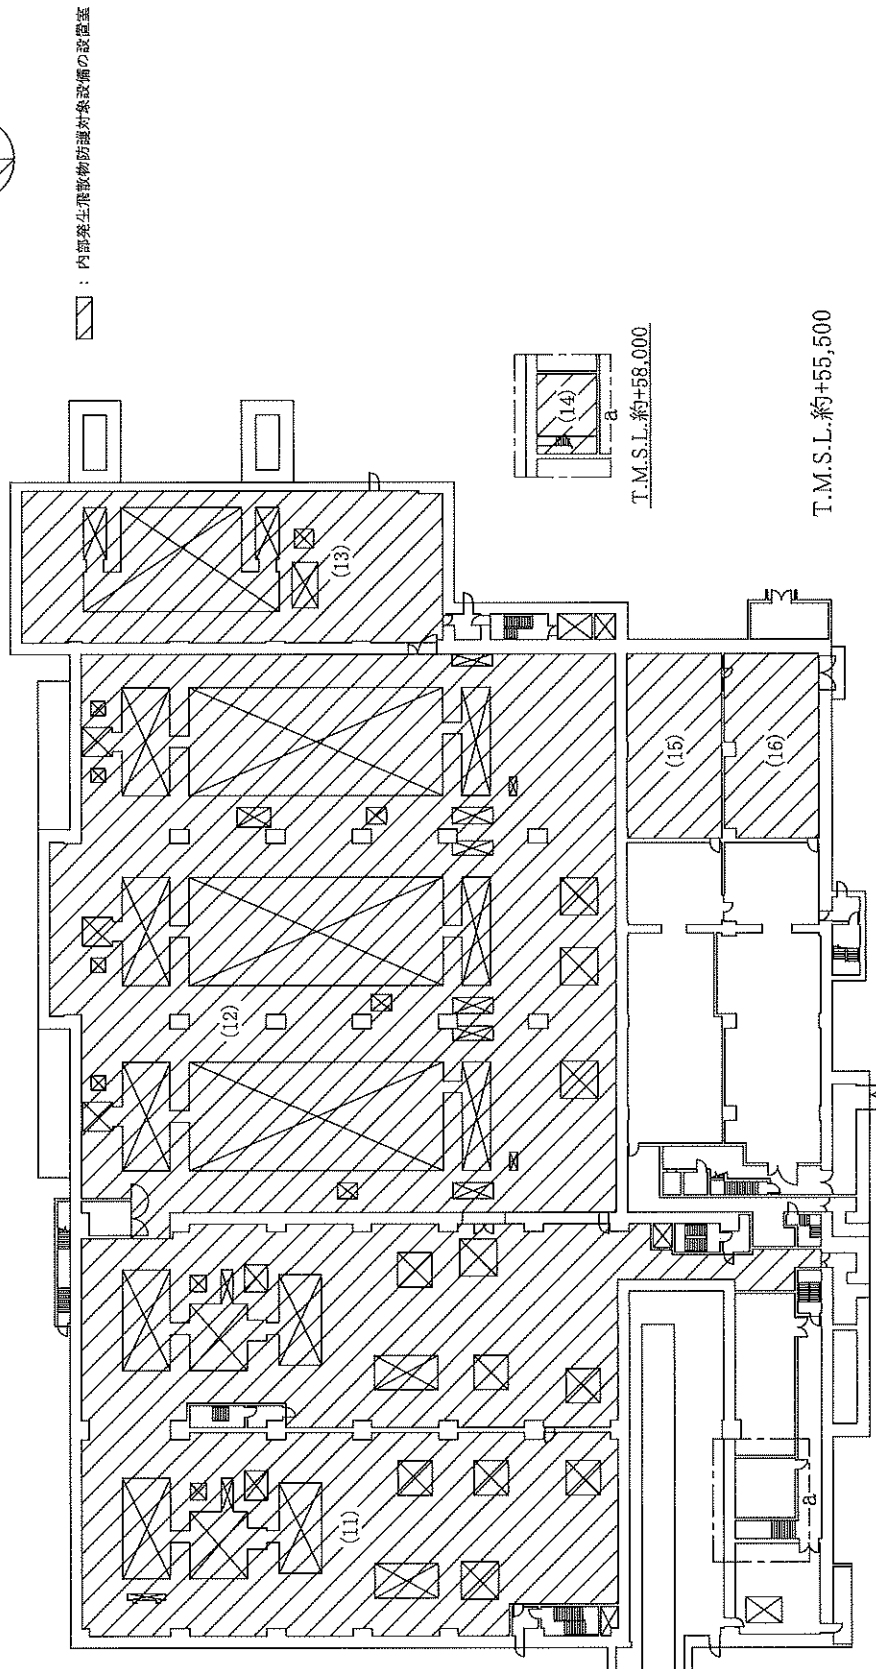 ：内部発生飛散物防護対象設備の設置室
(13)
(14)
a
T.M.S.L.約+58,000
T.M.S.L.約+55,500
(15)
(16)
(12)
(11)
a